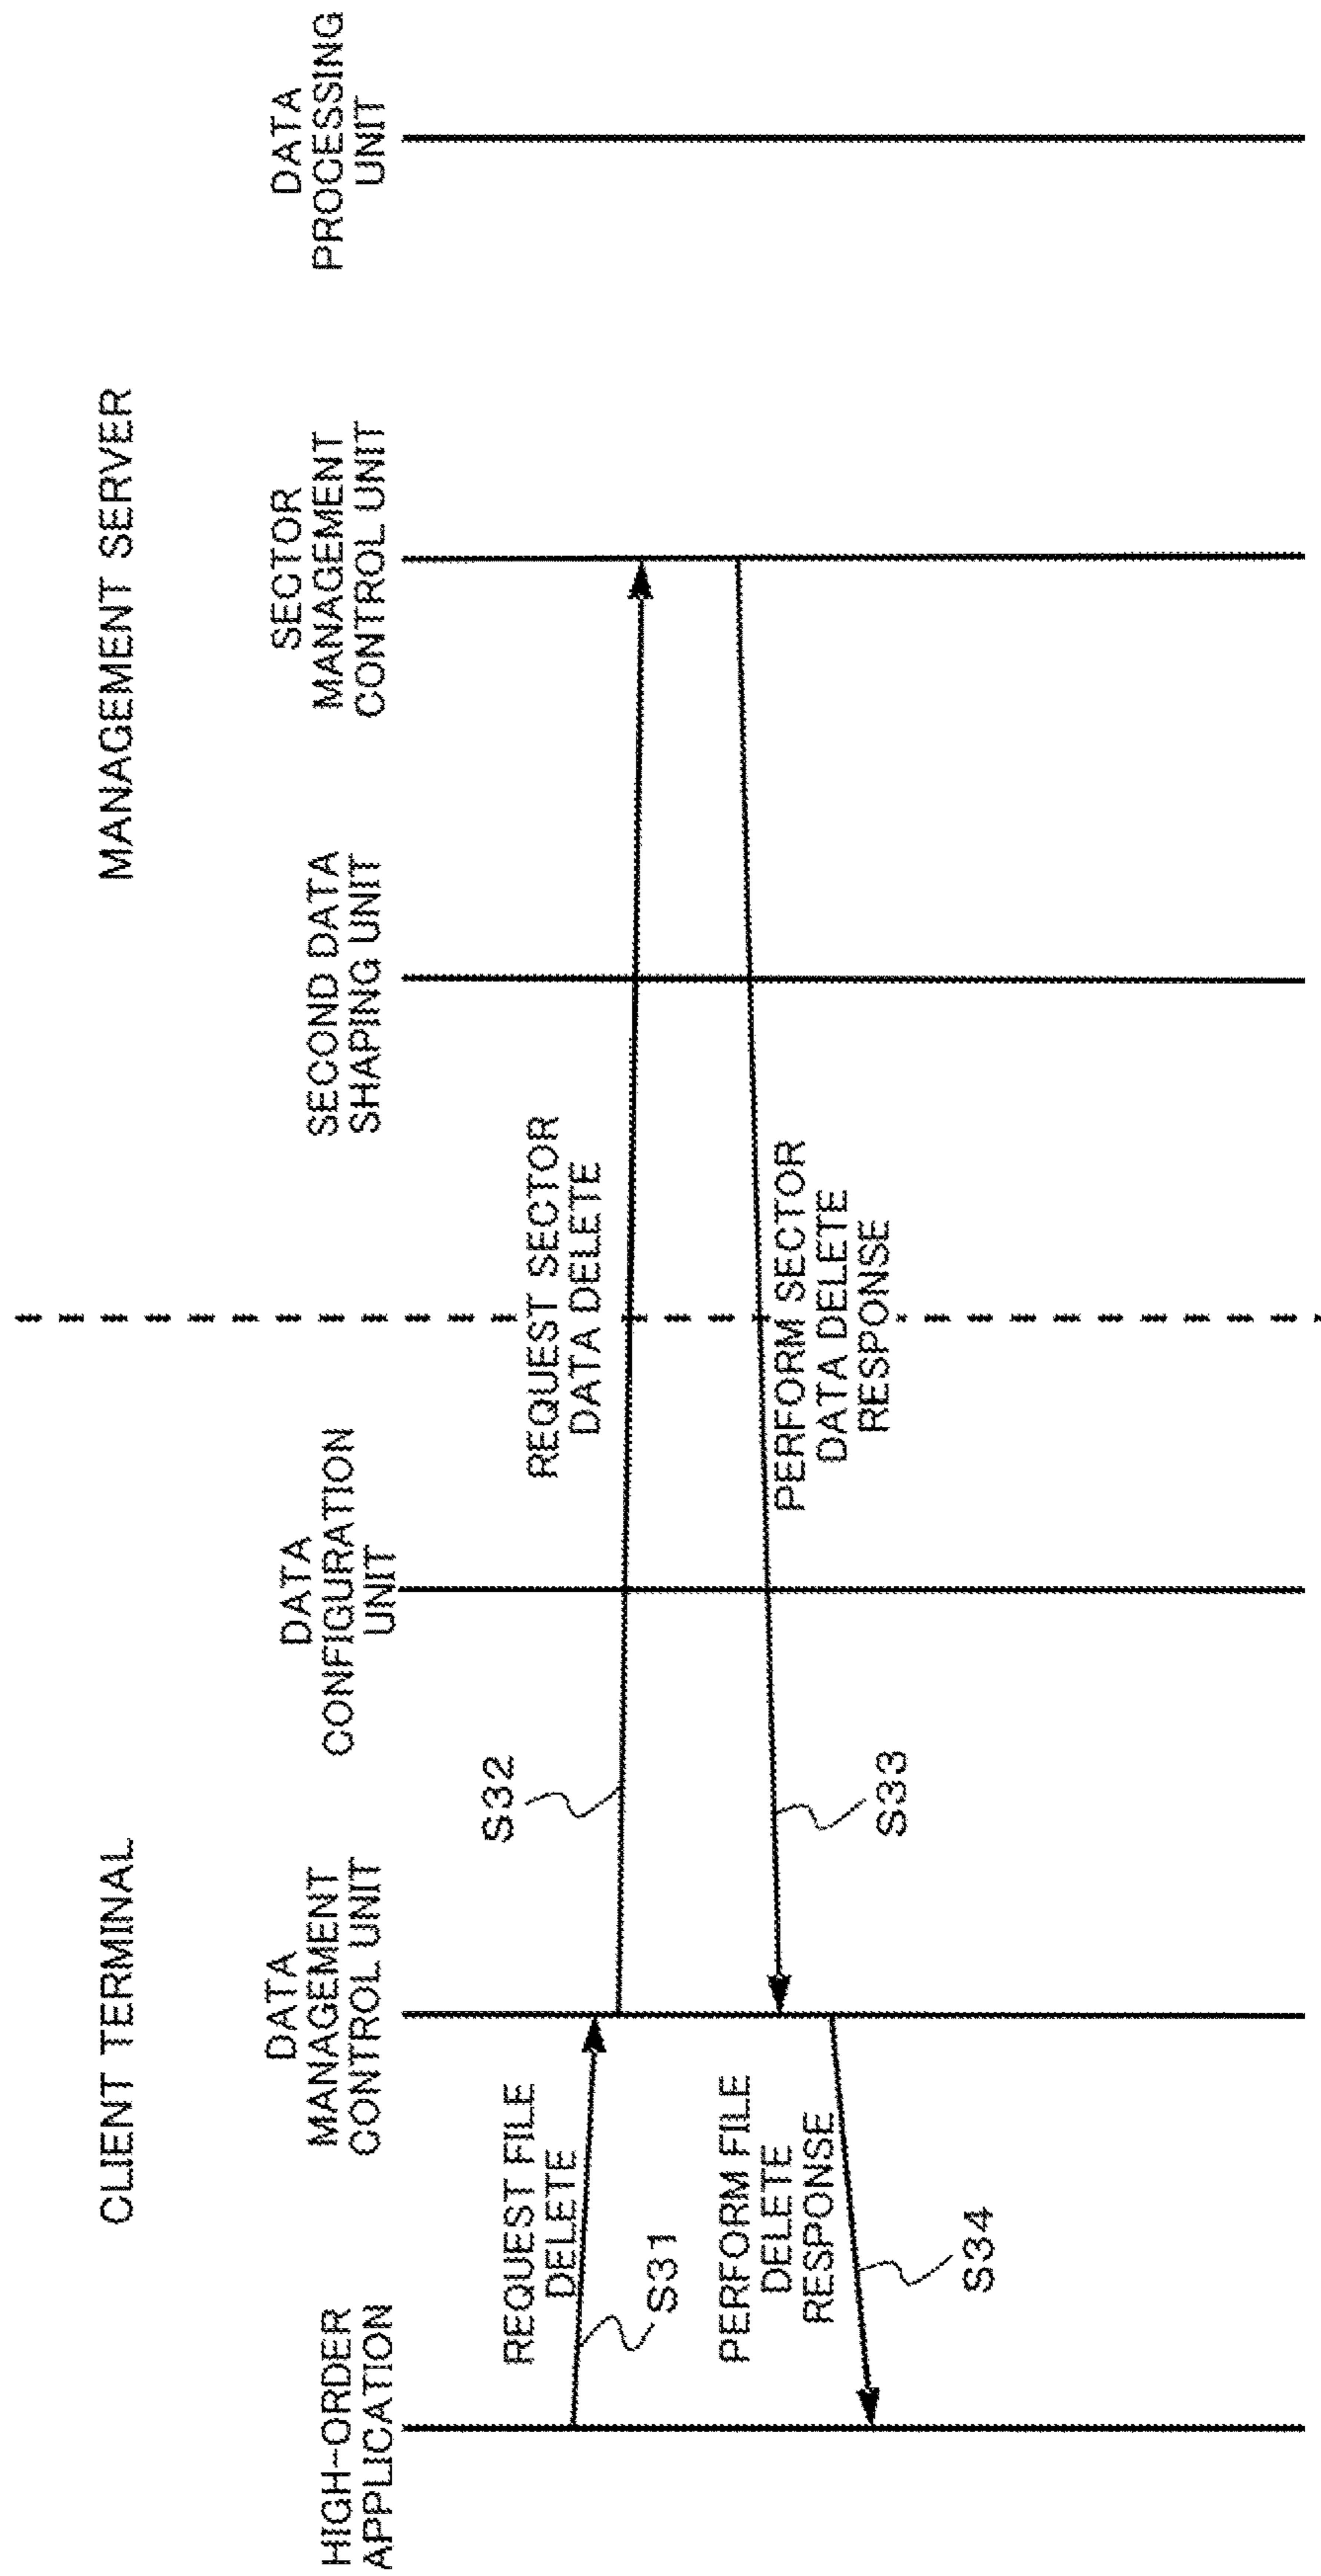 CLIENT TERMINAL
MANAGEMENT SERVER
HIGH-ORDER
APPLICATION
DATA
MANAGEMENT
CONTROL UNIT
DATA
CONFIGURATION
UNIT
SECOND DATA
SHAPING UNIT
SECTOR
MANAGEMENT
CONTROL UNIT
DATA
PROCESSING
UNIT
REQUEST FILE
DELETE
S31
S32
REQUEST SECTOR
DATA DELETE
PERFORM SECTOR
DATA DELETE
RESPONSE
S33
PERFORM FILE
DELETE
RESPONSE
S34